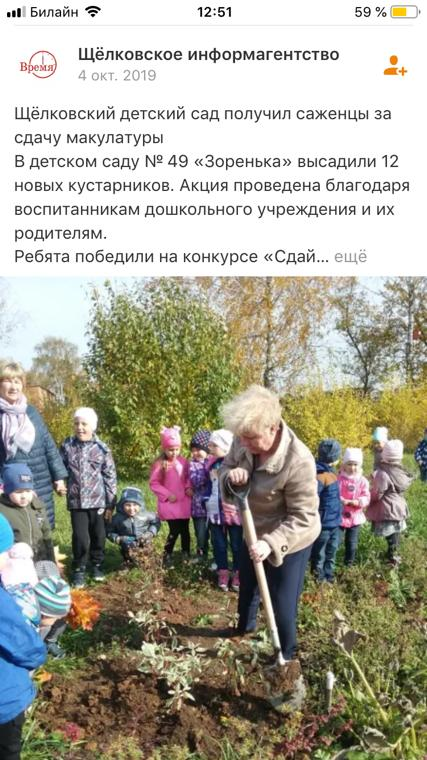 Билайн 12:51 59 %
Время
Щёлковское информагентство
4 окт. 2019
Щёлковский детский сад получил саженцы за
сдачу макулатуры
В детском саду № 49 «Зоренька» высадили 12
новых кустарников. Акция проведена благодаря
воспитанникам дошкольного учреждения и их
родителям.
Ребята победили на конкурсе «Сдай... ещё